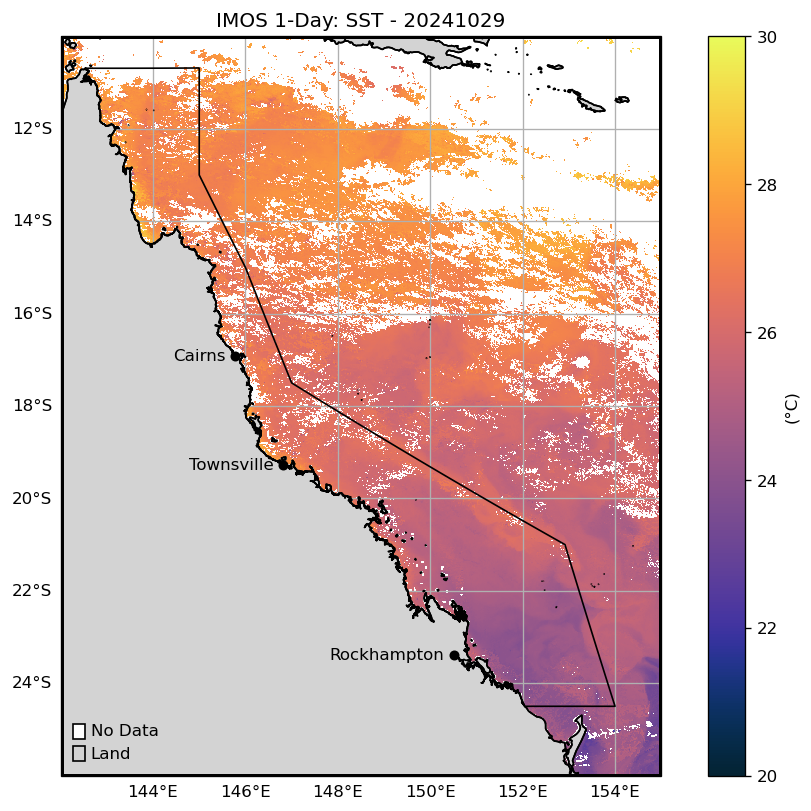 IMOS 1-Day: SST - 20241029
12°S
14°S
16°S
18°S
20°S
22°S
24°S
Cairns
Townsville
Rockhampton
No Data
Land
144°E 146°E 148°E 150°E 152°E 154°E
30
28
26
24
22
20
(°C)